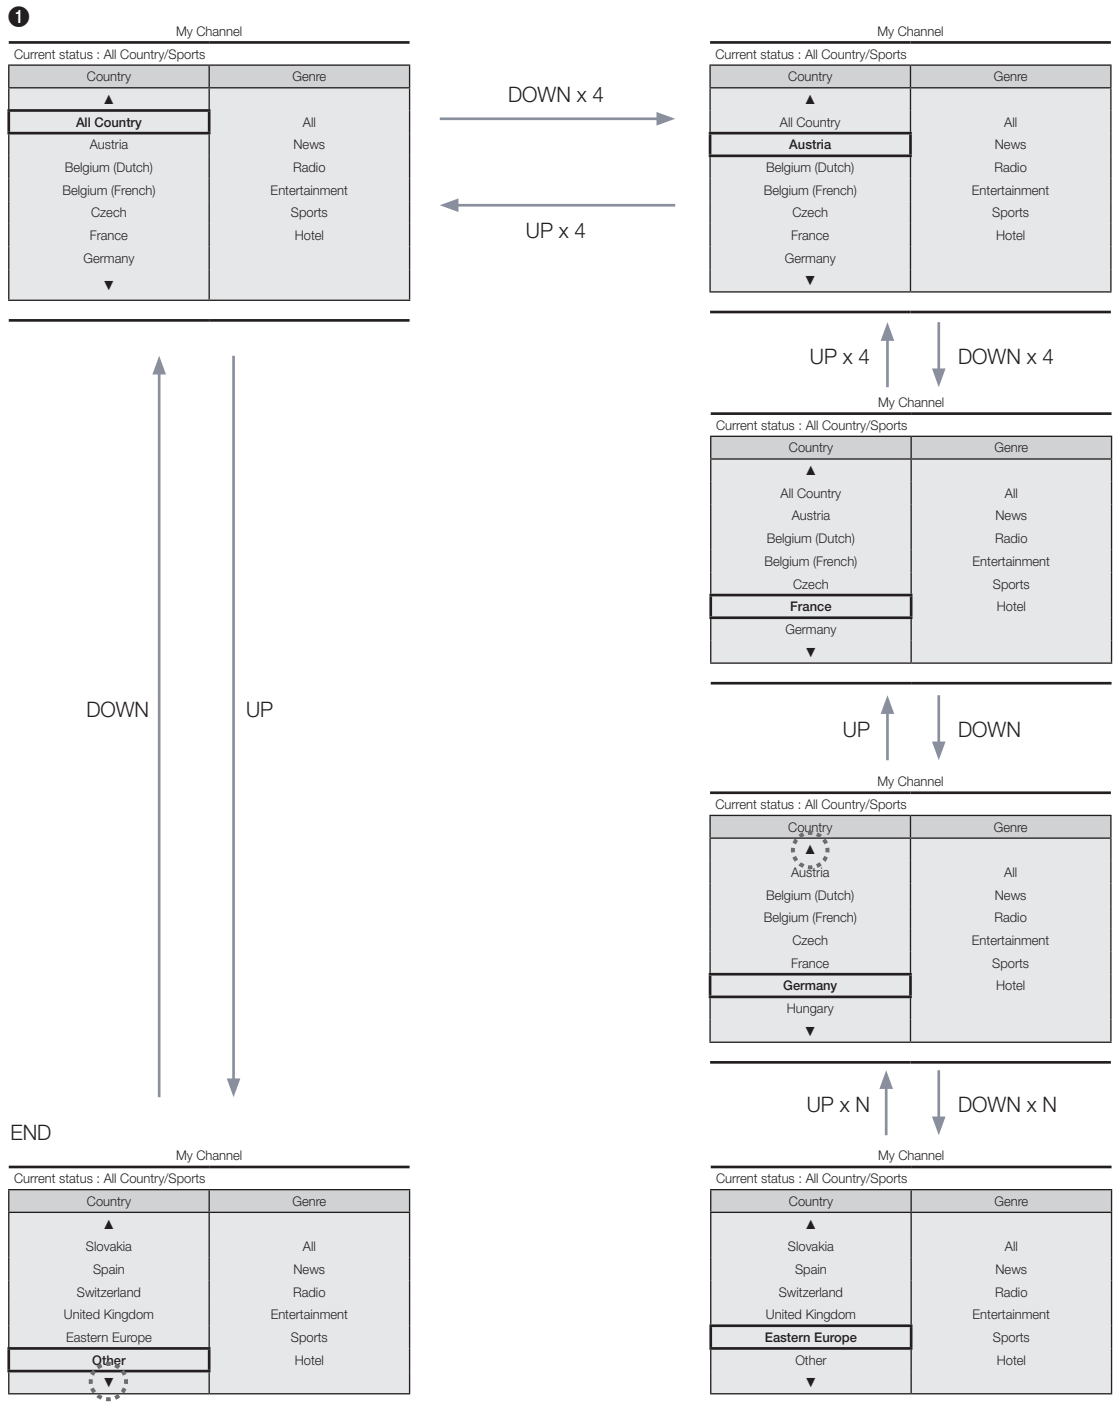 ❶
My Channel
Current status : All Country/Sports
Country Genre
▲
All Country All
Austria News
Belgium (Dutch) Radio
Belgium (French) Entertainment
Czech Sports
France Hotel
Germany
▼
DOWN x 4
UP x 4
My Channel
Current status : All Country/Sports
Country Genre
▲
All Country All
Austria News
Belgium (Dutch) Radio
Belgium (French) Entertainment
Czech Sports
France Hotel
Germany
▼
UP x 4 DOWN x 4
My Channel
Current status : All Country/Sports
Country Genre
▲
All Country All
Austria News
Belgium (Dutch) Radio
Belgium (French) Entertainment
Czech Sports
France Hotel
Germany
▼
DOWN UP
UP DOWN
My Channel
Current status : All Country/Sports
Country Genre
▲
Austria All
Belgium (Dutch) News
Belgium (French) Radio
Czech Entertainment
France Sports
Germany Hotel
Hungary
▼
UP x N DOWN x N
END
My Channel
Current status : All Country/Sports
Country Genre
▲
Slovakia All
Spain News
Switzerland Radio
United Kingdom Entertainment
Eastern Europe Sports
Other Hotel
▼
My Channel
Current status : All Country/Sports
Country Genre
▲
Slovakia All
Spain News
Switzerland Radio
United Kingdom Entertainment
Eastern Europe Sports
Other Hotel
▼